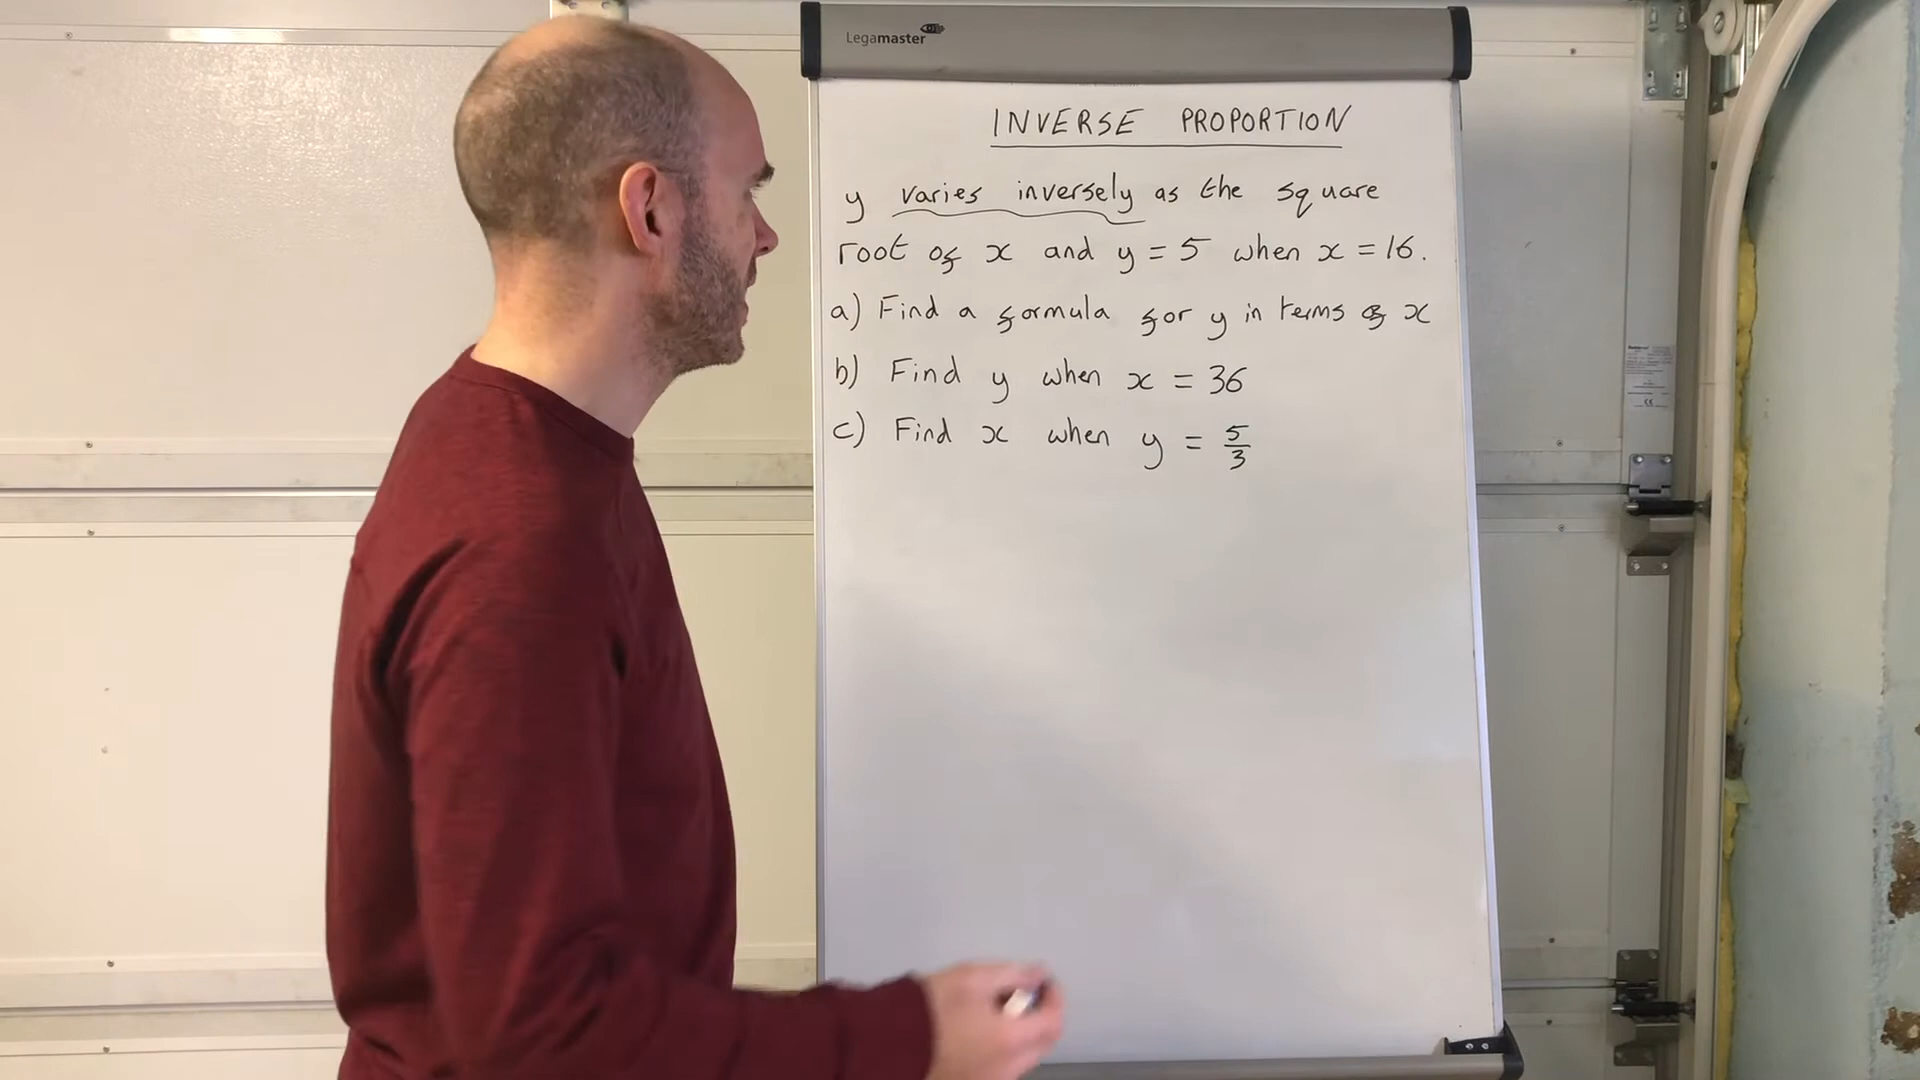 Legamaster
INVERSE PROPORTION
y varies inversely as the square
root of x and y = 5 when x = 16.
a) Find a formula for y in terms of x
b) Find y when x = 36
c) Find x when y = 5/3